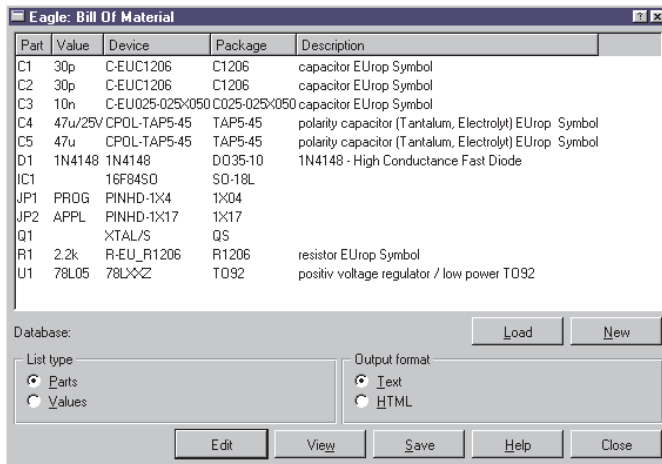 Eagle: Bill Of Material
Part Value Device Package Description
C1 30p C-EUC1206 C1206 capacitor EUrop Symbol
C2 30p C-EUC1206 C1206 capacitor EUrop Symbol
C3 10n C-EU025-025X050 C025-025X050 capacitor EUrop Symbol
C4 47u/25V CPOL-TAP5-45 TAP5-45 polarity capacitor (Tantalum, Electrolyt) EUrop Symbol
C5 47u CPOL-TAP5-45 TAP5-45 polarity capacitor (Tantalum, Electrolyt) EUrop Symbol
D1 1N4148 1N4148 DO35-10 1N4148 - High Conductance Fast Diode
IC1 16F84SO SO-18L
JP1 PROG PINHD-1X4 1X04
JP2 APPL PINHD-1X17 1X17
Q1 XTAL/S QS
R1 2.2k R-EU_R1206 R1206 resistor EUrop Symbol
U1 78L05 78LXXZ TO92 positiv voltage regulator / low power TO92
Database:
Load New
List type
Parts
Values
Output format
Text
HTML
Edit View Save Help Close